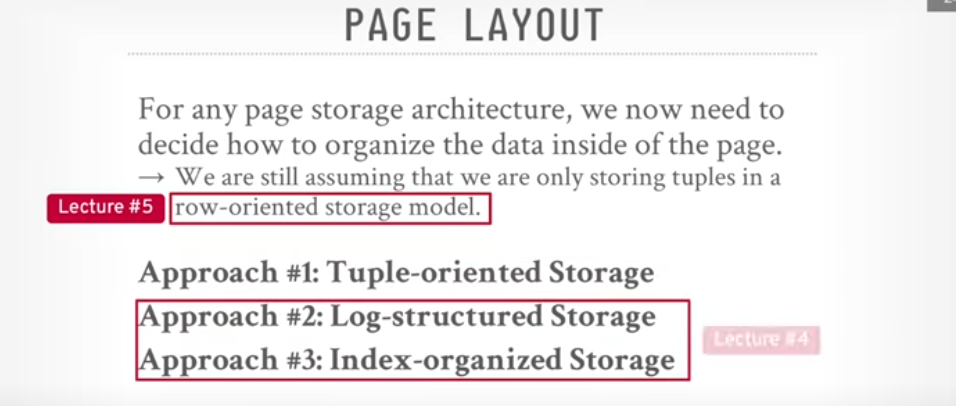 PAGE LAYOUT
For any page storage architecture, we now need to
decide how to organize the data inside of the page.
→ We are still assuming that we are only storing tuples in a
Lecture #5 row-oriented storage model.
Approach #1: Tuple-oriented Storage
Approach #2: Log-structured Storage
Lecture #4
Approach #3: Index-organized Storage